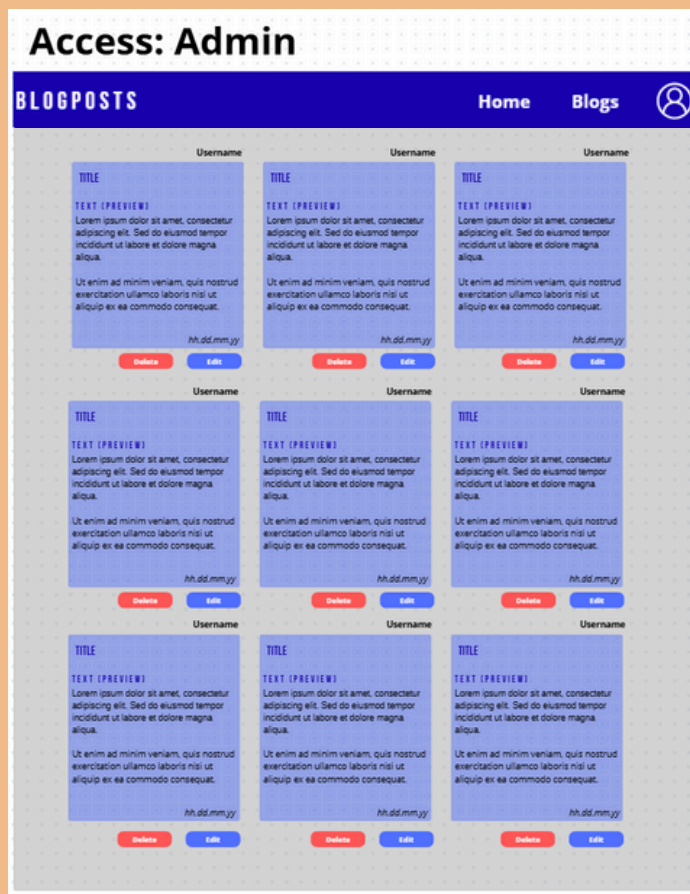 Access: Admin
BLOGPOSTS Home Blogs
Username
TITLE
TEXT (PREVIEW)
Lorem ipsum dolor sit amet, consectetur
adipiscing elit. Sed do eiusmod tempor
incididunt ut labore et dolore magna
aliqua.
Ut enim ad minim veniam, quis nostrud
exercitation ullamco laboris nisi ut
aliquip ex ea commodo consequat.
hh.dd.mm.yy
Delete Edit
Username
TITLE
TEXT (PREVIEW)
Lorem ipsum dolor sit amet, consectetur
adipiscing elit. Sed do eiusmod tempor
incididunt ut labore et dolore magna
aliqua.
Ut enim ad minim veniam, quis nostrud
exercitation ullamco laboris nisi ut
aliquip ex ea commodo consequat.
hh.dd.mm.yy
Delete Edit
Username
TITLE
TEXT (PREVIEW)
Lorem ipsum dolor sit amet, consectetur
adipiscing elit. Sed do eiusmod tempor
incididunt ut labore et dolore magna
aliqua.
Ut enim ad minim veniam, quis nostrud
exercitation ullamco laboris nisi ut
aliquip ex ea commodo consequat.
hh.dd.mm.yy
Delete Edit
Username
TITLE
TEXT (PREVIEW)
Lorem ipsum dolor sit amet, consectetur
adipiscing elit. Sed do eiusmod tempor
incididunt ut labore et dolore magna
aliqua.
Ut enim ad minim veniam, quis nostrud
exercitation ullamco laboris nisi ut
aliquip ex ea commodo consequat.
hh.dd.mm.yy
Delete Edit
Username
TITLE
TEXT (PREVIEW)
Lorem ipsum dolor sit amet, consectetur
adipiscing elit. Sed do eiusmod tempor
incididunt ut labore et dolore magna
aliqua.
Ut enim ad minim veniam, quis nostrud
exercitation ullamco laboris nisi ut
aliquip ex ea commodo consequat.
hh.dd.mm.yy
Delete Edit
Username
TITLE
TEXT (PREVIEW)
Lorem ipsum dolor sit amet, consectetur
adipiscing elit. Sed do eiusmod tempor
incididunt ut labore et dolore magna
aliqua.
Ut enim ad minim veniam, quis nostrud
exercitation ullamco laboris nisi ut
aliquip ex ea commodo consequat.
hh.dd.mm.yy
Delete Edit
Username
TITLE
TEXT (PREVIEW)
Lorem ipsum dolor sit amet, consectetur
adipiscing elit. Sed do eiusmod tempor
incididunt ut labore et dolore magna
aliqua.
Ut enim ad minim veniam, quis nostrud
exercitation ullamco laboris nisi ut
aliquip ex ea commodo consequat.
hh.dd.mm.yy
Delete Edit
Username
TITLE
TEXT (PREVIEW)
Lorem ipsum dolor sit amet, consectetur
adipiscing elit. Sed do eiusmod tempor
incididunt ut labore et dolore magna
aliqua.
Ut enim ad minim veniam, quis nostrud
exercitation ullamco laboris nisi ut
aliquip ex ea commodo consequat.
hh.dd.mm.yy
Delete Edit
Username
TITLE
TEXT (PREVIEW)
Lorem ipsum dolor sit amet, consectetur
adipiscing elit. Sed do eiusmod tempor
incididunt ut labore et dolore magna
aliqua.
Ut enim ad minim veniam, quis nostrud
exercitation ullamco laboris nisi ut
aliquip ex ea commodo consequat.
hh.dd.mm.yy
Delete Edit